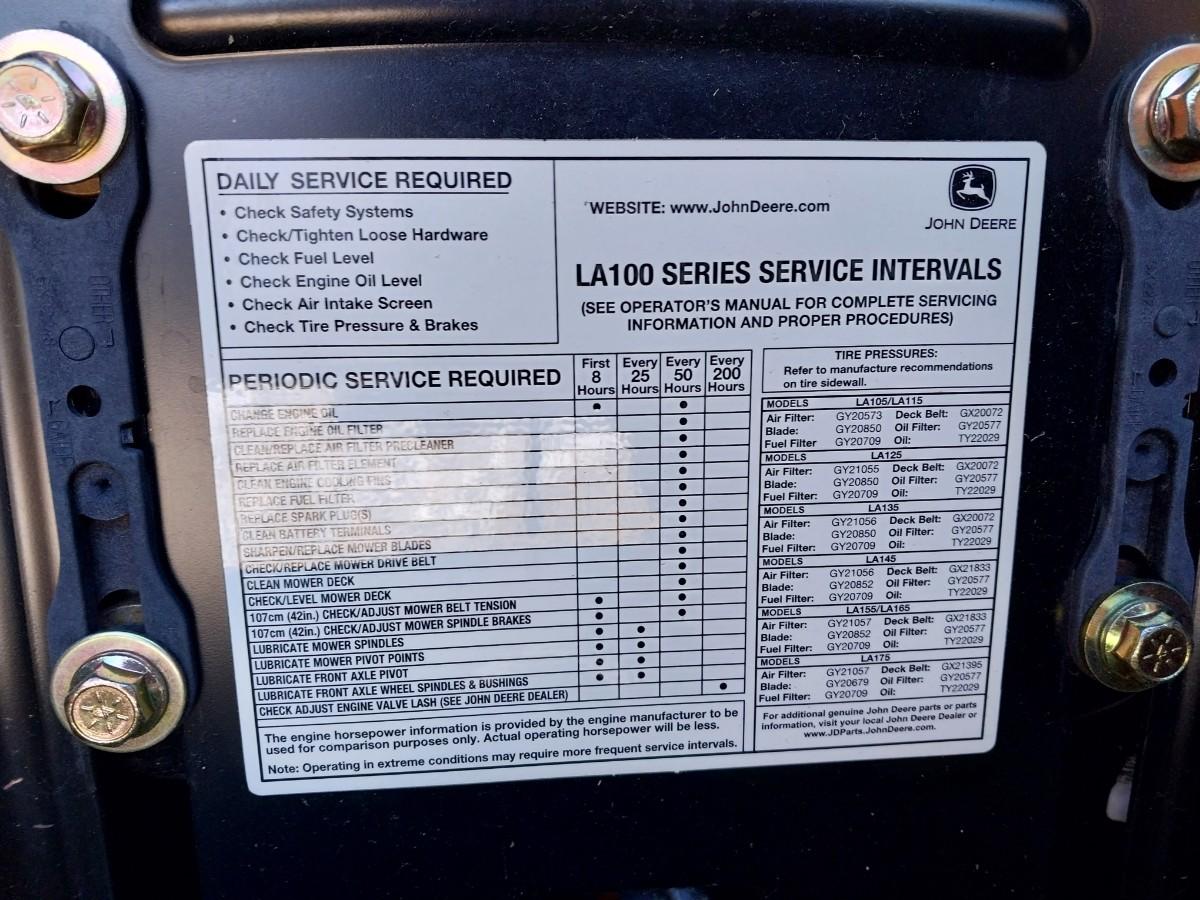 DAILY SERVICE REQUIRED
• Check Safety Systems
• Check/Tighten Loose Hardware
• Check Fuel Level
• Check Engine Oil Level
• Check Air Intake Screen
• Check Tire Pressure & Brakes
WEBSITE: www.JohnDeere.com
JOHN DEERE
LA100 SERIES SERVICE INTERVALS
(SEE OPERATOR'S MANUAL FOR COMPLETE SERVICING
INFORMATION AND PROPER PROCEDURES)
PERIODIC SERVICE REQUIRED
First 8 Hours
Every 25 Hours
Every 50 Hours
Every 200 Hours
CHANGE ENGINE OIL
REPLACE ENGINE OIL FILTER
CLEAN/REPLACE AIR FILTER PRECLEANER
REPLACE AIR FILTER ELEMENT
CLEAN ENGINE COOLING FINS
REPLACE FUEL FILTER
REPLACE SPARK PLUG(S)
CLEAN BATTERY TERMINALS
SHARPEN/REPLACE MOWER BLADES
CHECK/REPLACE MOWER DRIVE BELT
CLEAN MOWER DECK
CHECK/LEVEL MOWER DECK
107cm (42in.) CHECK/ADJUST MOWER BELT TENSION
107cm (42in.) CHECK/ADJUST MOWER SPINDLE BRAKES
LUBRICATE MOWER SPINDLES
LUBRICATE MOWER PIVOT POINTS
LUBRICATE FRONT AXLE PIVOT
LUBRICATE FRONT AXLE WHEEL SPINDLES & BUSHINGS
CHECK ADJUST ENGINE VALVE LASH (SEE JOHN DEERE DEALER)
The engine horsepower information is provided by the engine manufacturer to be
used for comparison purposes only. Actual operating horsepower will be less.
Note: Operating in extreme conditions may require more frequent service intervals.
TIRE PRESSURES:
Refer to manufacture recommendations
on tire sidewall.
MODELS LA105/LA115
Air Filter: GY20573 Deck Belt: GX20072
Blade: GY20850 Oil Filter: GY20577
Fuel Filter GY20709 Oil: TY22029
MODELS LA125
Air Filter: GY21055 Deck Belt: GX20072
Blade: GY20850 Oil Filter: GY20577
Fuel Filter: GY20709 Oil: TY22029
MODELS LA135
Air Filter: GY21056 Deck Belt: GX20072
Blade: GY20850 Oil Filter: GY20577
Fuel Filter: GY20709 Oil: TY22029
MODELS LA145
Air Filter: GY21056 Deck Belt: GX21833
Blade: GY20852 Oil Filter: GY20577
Fuel Filter: GY20709 Oil: TY22029
MODELS LA155/LA165
Air Filter: GY21057 Deck Belt: GX21833
Blade: GY20852 Oil Filter: GY20577
Fuel Filter: GY20709 Oil: TY22029
MODELS LA175
Air Filter: GY21057 Deck Belt: GX21395
Blade: GY20679 Oil Filter: GY20577
Fuel Filter: GY20709 Oil: TY22029
For additional genuine John Deere parts or parts
information, visit your local John Deere Dealer or
www.JDParts.JohnDeere.com.